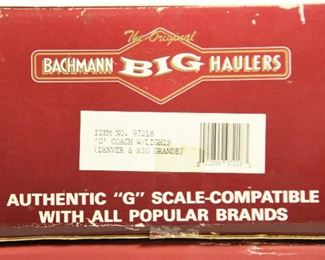 The Original
BACHMANN BIG HAULERS
ITEM NO. 97218
'G' COACH W/LIGHTS
(DENVER & RIO GRANDE)
AUTHENTIC "G" SCALE-COMPATIBLE
WITH ALL POPULAR BRANDS